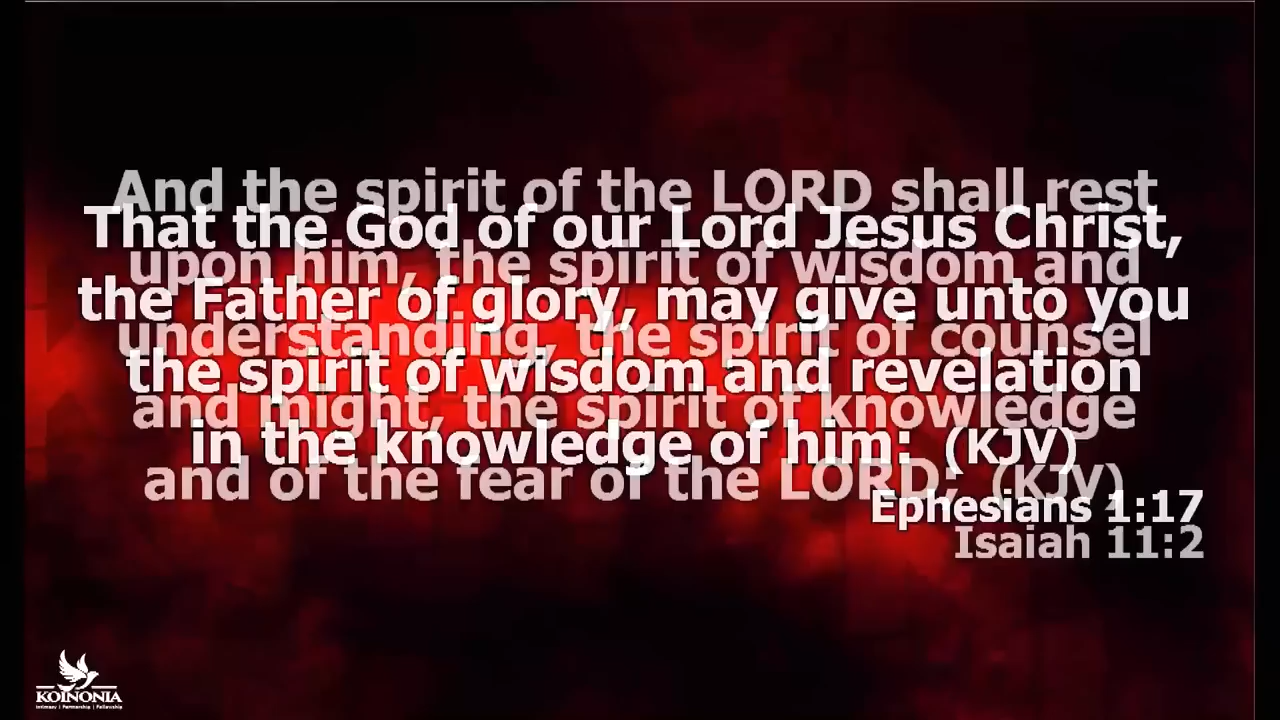 And the spirit of the LORD shall rest
upon him, the spirit of wisdom and
understanding, the spirit of counsel
and might, the spirit of knowledge
and of the fear of the LORD; (KJV)
Isaiah 11:2
That the God of our Lord Jesus Christ,
the Father of glory, may give unto you
the spirit of wisdom and revelation
in the knowledge of him: (KJV)
Ephesians 1:17
KOINONIA
Intimacy | Partnership | Fellowship